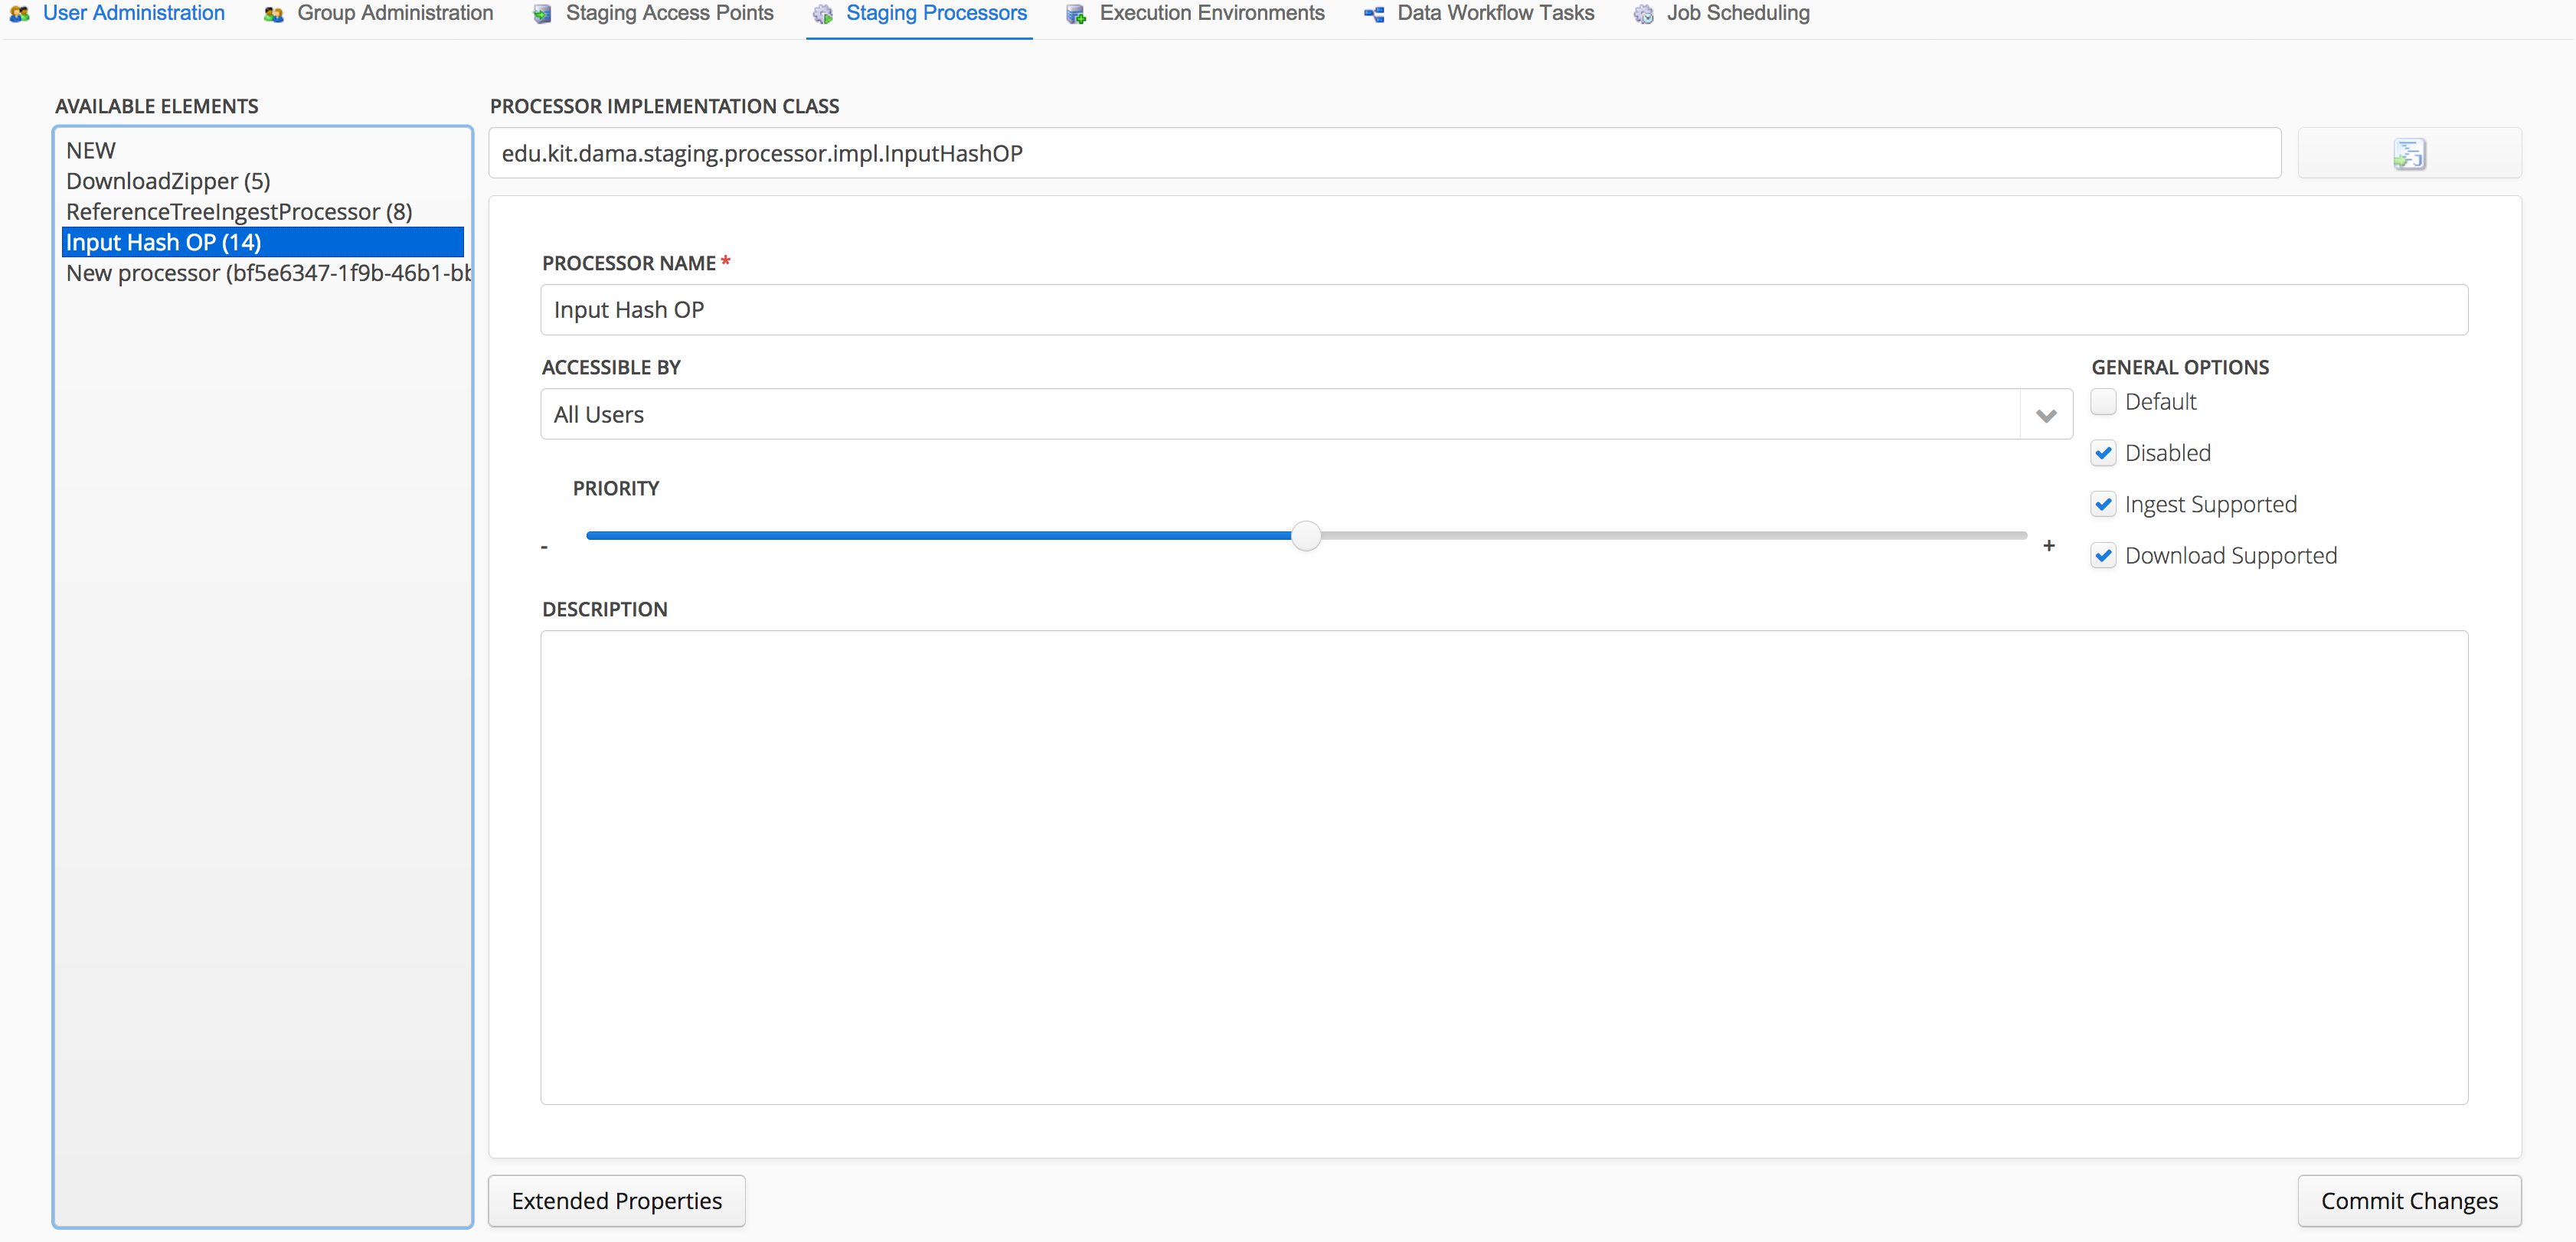 User Administration Group Administration Staging Access Points Staging Processors Execution Environments Data Workflow Tasks Job Scheduling
AVAILABLE ELEMENTS
NEW
DownloadZipper (5)
ReferenceTreeIngestProcessor (8)
Input Hash OP (14)
New processor (bf5e6347-1f9b-46b1-bb
PROCESSOR IMPLEMENTATION CLASS
edu.kit.dama.staging.processor.impl.InputHashOP
PROCESSOR NAME *
Input Hash OP
ACCESSIBLE BY
All Users
GENERAL OPTIONS
Default
Disabled
Ingest Supported
Download Supported
PRIORITY
- +
DESCRIPTION
Extended Properties Commit Changes